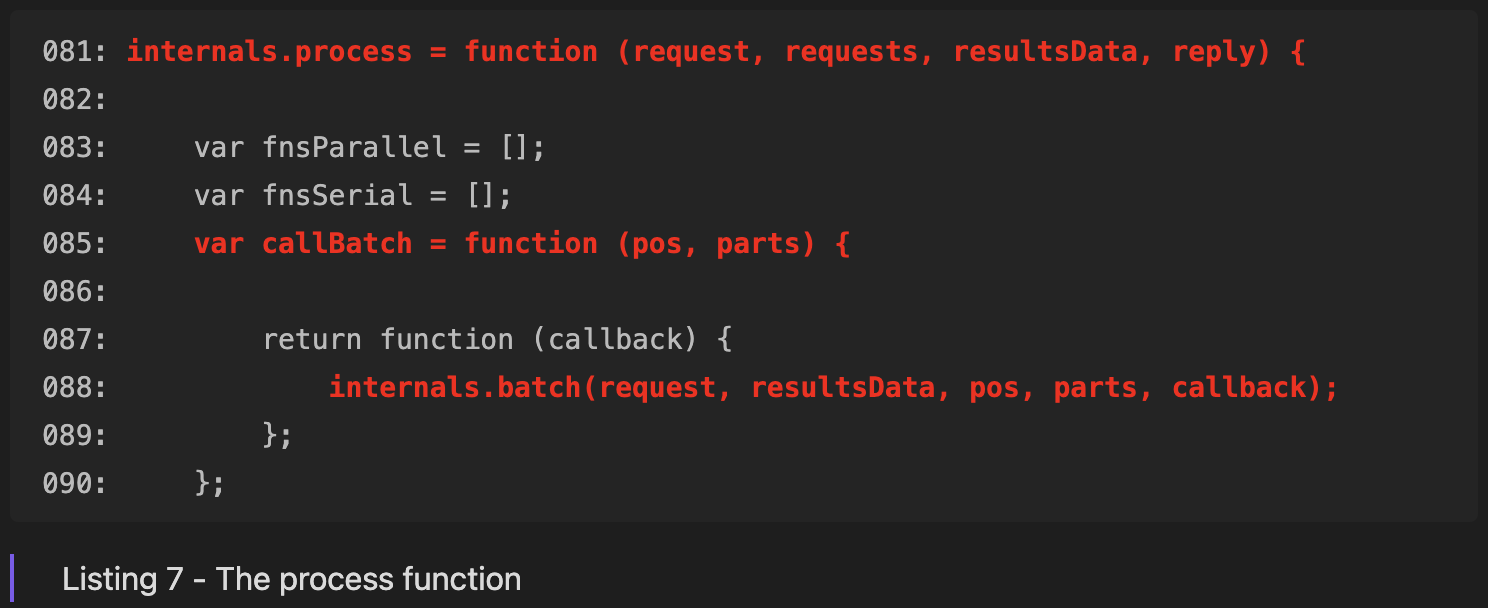 081: internals.process = function (request, requests, resultsData, reply) {
082:
083:     var fnsParallel = [];
084:     var fnsSerial = [];
085:     var callBatch = function (pos, parts) {
086:
087:         return function (callback) {
088:             internals.batch(request, resultsData, pos, parts, callback);
089:         };
090:     };
Listing 7 - The process function